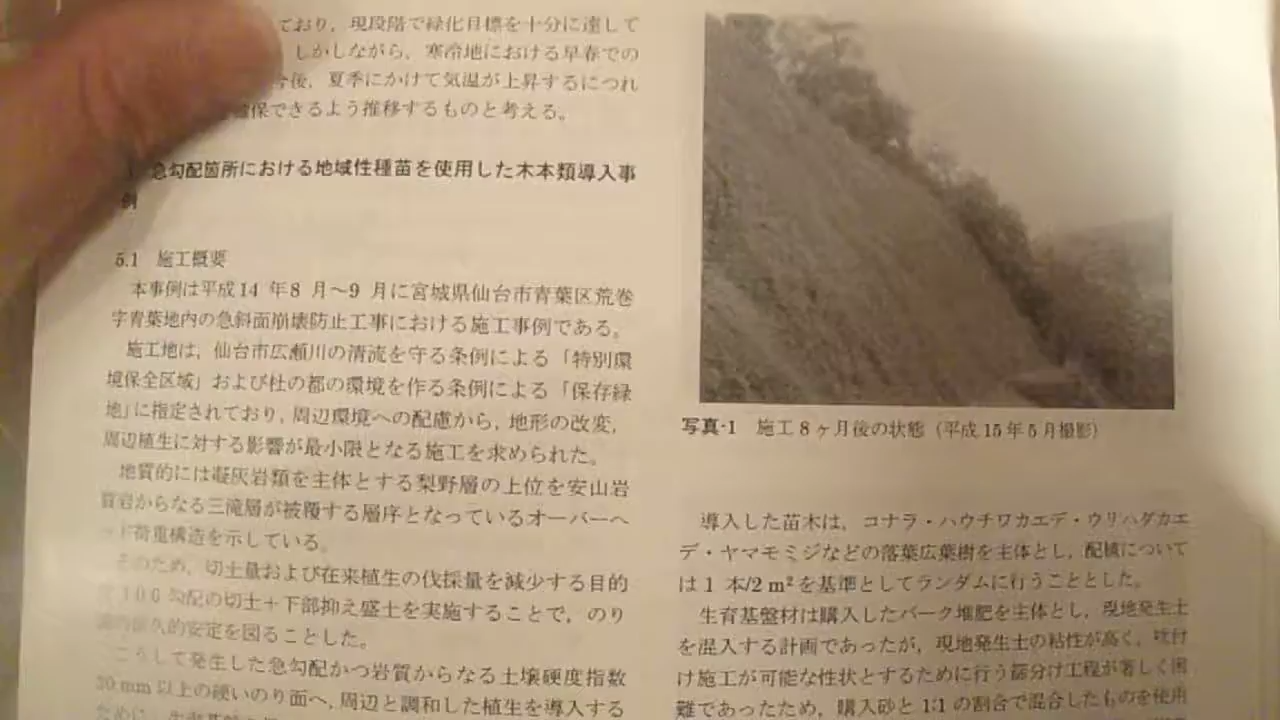 ており，現段階で緑化目標を十分に達して
しかしながら，寒冷地における早春での
今後，夏季にかけて気温が上昇するにつれ
確保できるよう推移するものと考える。
急勾配箇所における地域性種苗を使用した木本類導入事
例
5.1 施工概要
本事例は平成14 年8 月〜9 月に宮城県仙台市青葉区荒巻
字青葉地内の急斜面崩壊防止工事における施工事例である。
施工地は，仙台市広瀬川の清流を守る条例による「特別環
境保全区域」および杜の都の環境を作る条例による「保存緑
地」に指定されており，周辺環境への配慮から，地形の改変，
周辺植生に対する影響が最小限となる施工を求められた。
地質的には凝灰岩類を主体とする梨野層の上位を安山岩
質岩からなる三滝層が被覆する層序となっているオーバーヘ
ード荷重構造を示している。
そのため，切土量および在来植生の伐採量を減少する目的
勾配の切土＋下部抑え盛土を実施することで，のり
久的安定を図ることした。
こうして発生した急勾配かつ岩質からなる土壌硬度指数
30 mm 以上の硬いのり面へ，周辺と調和した植生を導入する
ために，
写真-1 施工 8 ヶ月後の状態（平成 15 年 5 月撮影）
導入した苗木は，コナラ・ハウチワカエデ・ウリハダカエ
デ・ヤマモミジなどの落葉広葉樹を主体とし，配植について
は 1 本/2 m²を基準としてランダムに行うこととした。
生育基盤材は購入したバーク堆肥を主体とし，現地発生土
を混入する計画であったが，現地発生土の粘性が高く，吹付
け施工が可能な性状とするために行う篩分け工程が著しく困
難であったため，購入砂と 1:1 の割合で混合したものを使用